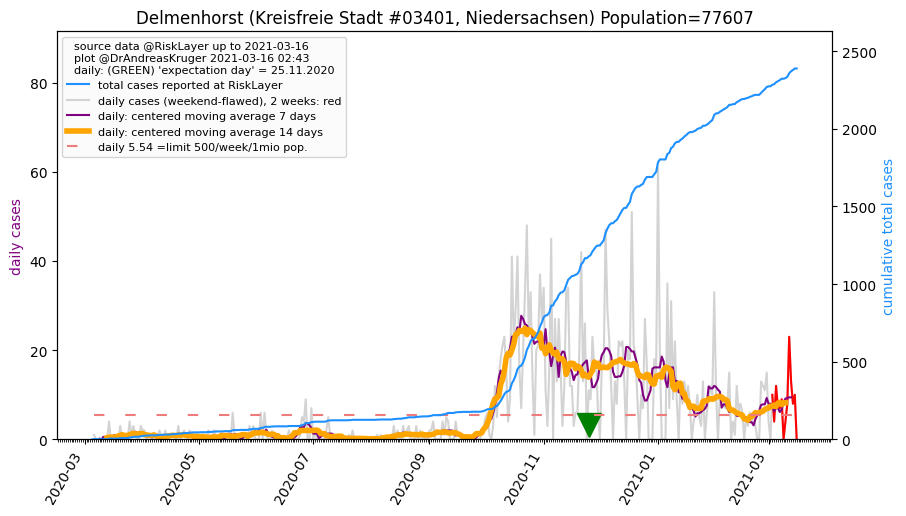 Delmenhorst (Kreisfreie Stadt #03401, Niedersachsen) Population=77607
source data @RiskLayer up to 2021-03-16
plot @DrAndreasKruger 2021-03-16 02:43
daily: (GREEN) 'expectation day' = 25.11.2020
total cases reported at RiskLayer
daily cases (weekend-flawed), 2 weeks: red
daily: centered moving average 7 days
daily: centered moving average 14 days
daily 5.54 =limit 500/week/1mio pop.
daily cases
80
60
40
20
0
cumulative total cases
2500
2000
1500
1000
500
0
2020-03
2020-05
2020-07
2020-09
2020-11
2021-01
2021-03